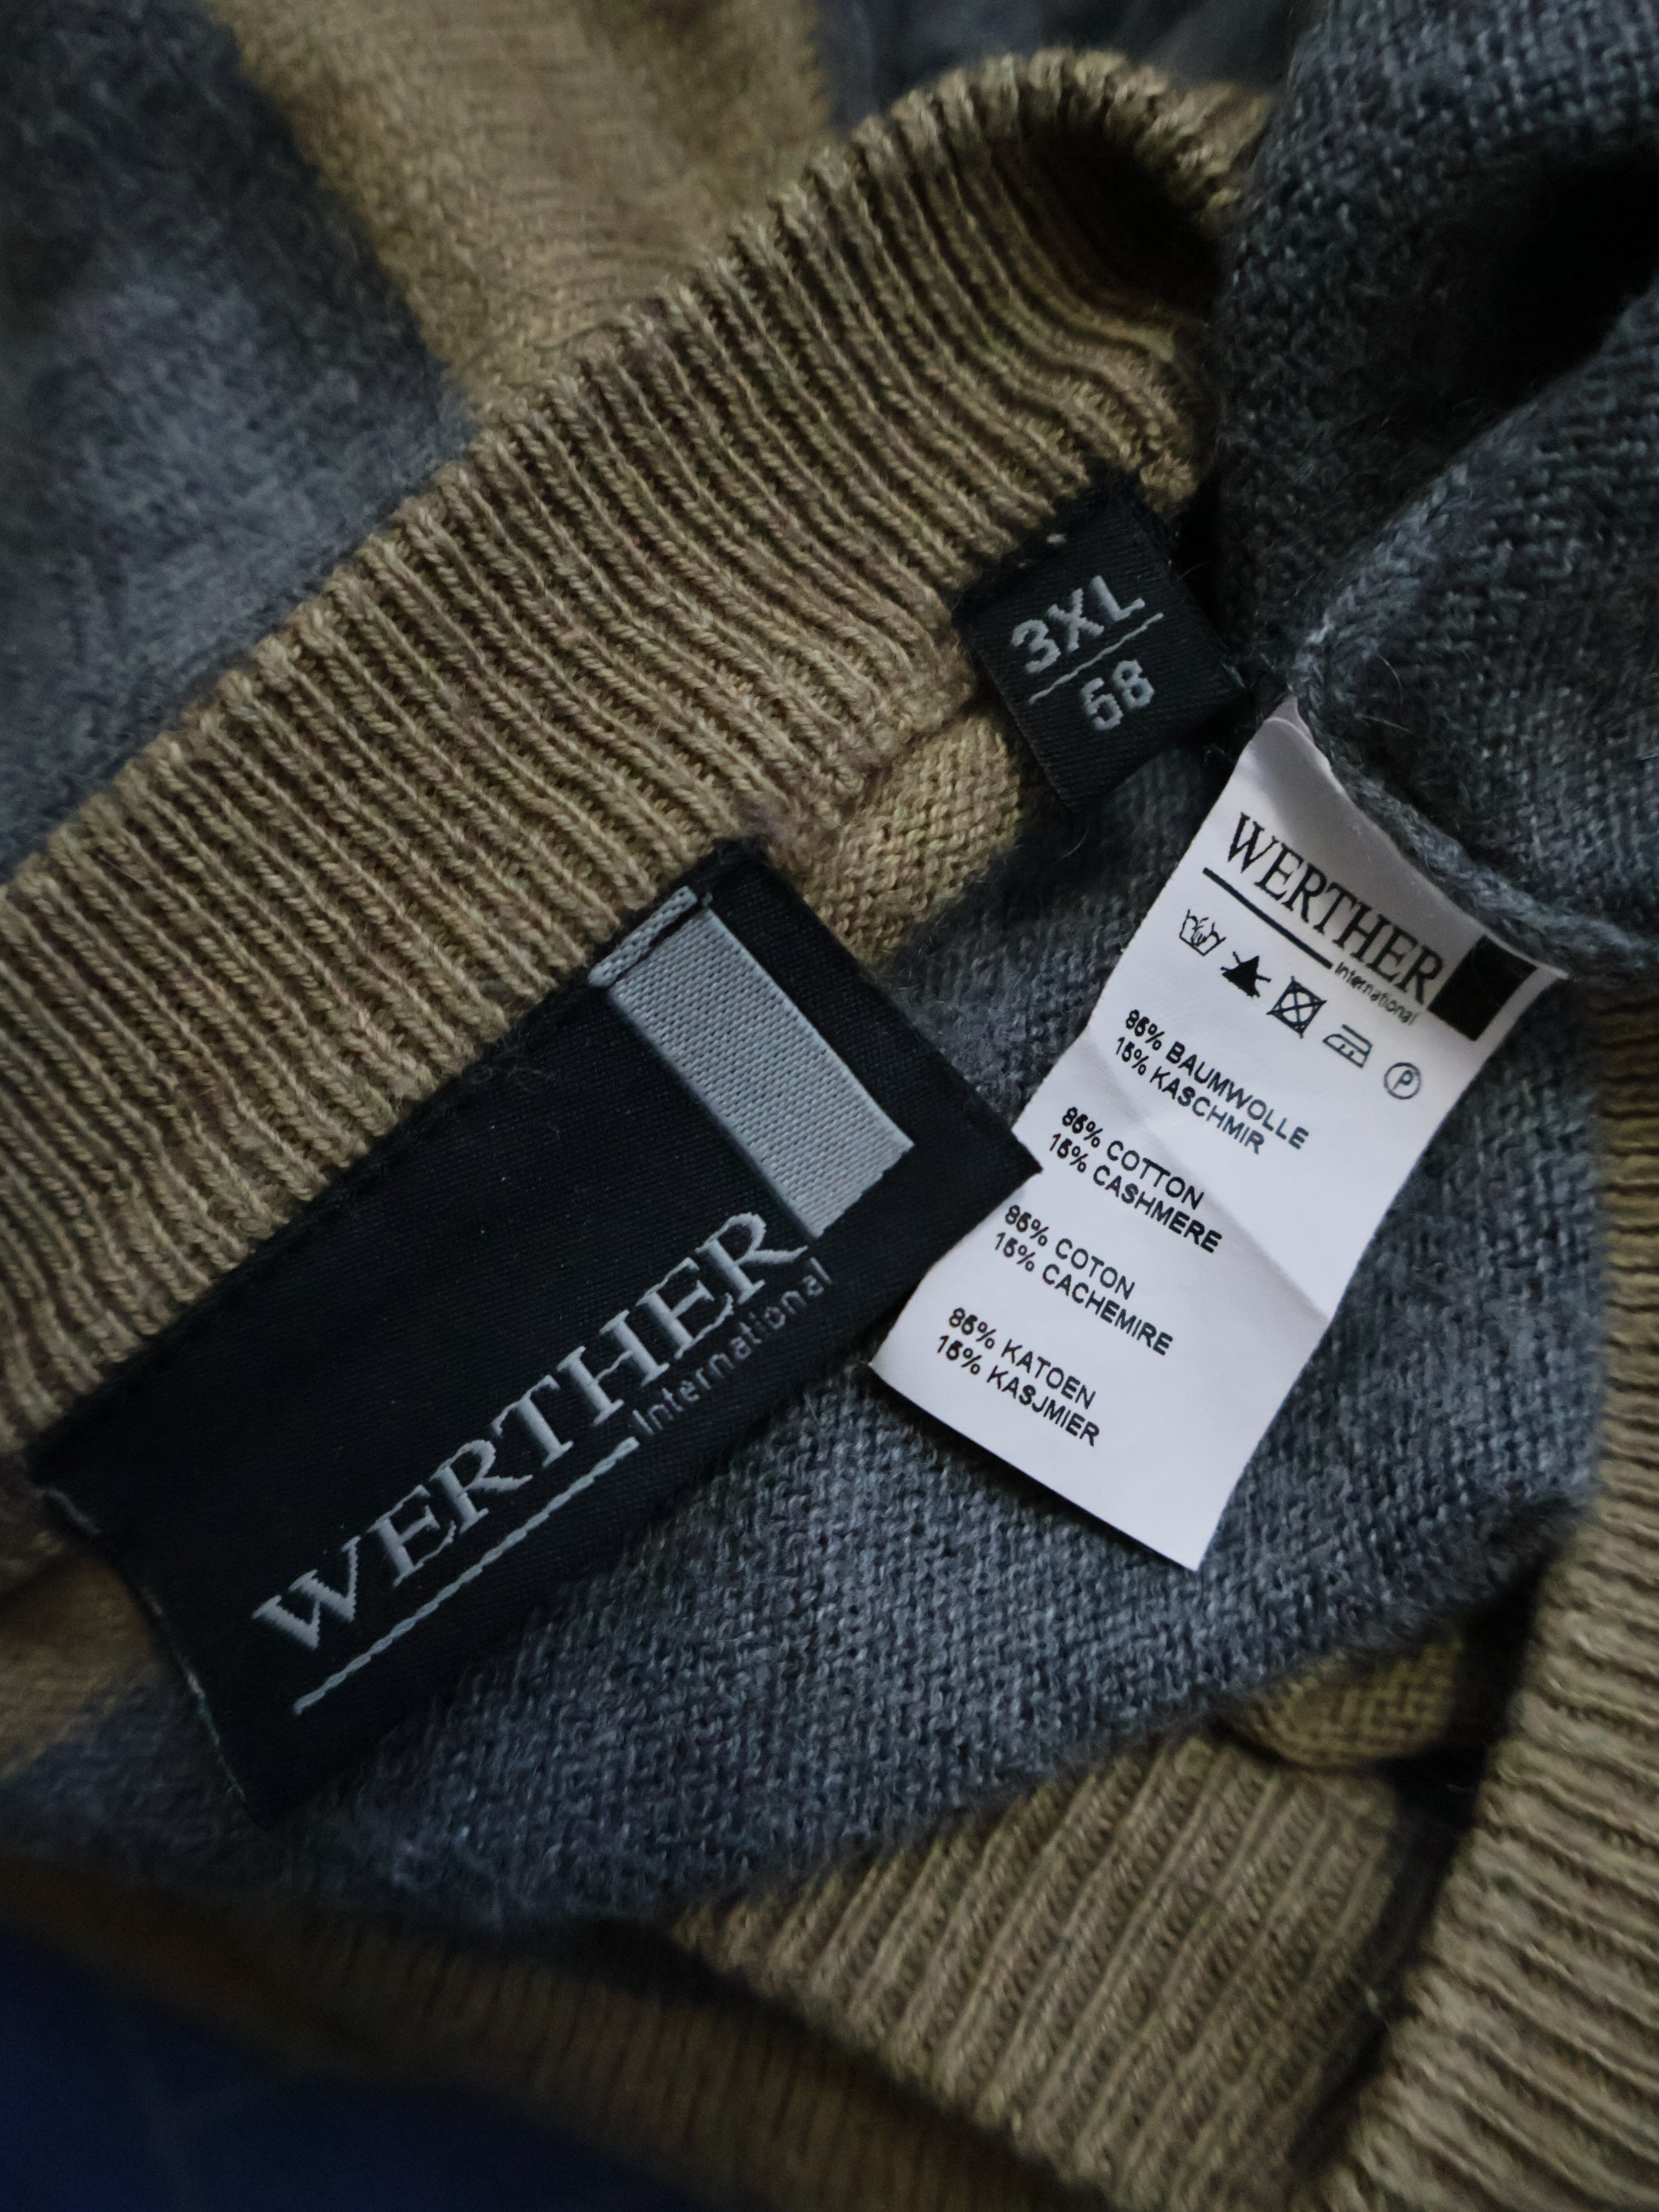 3XL
58
WERTHER
International
WERTHER
International
P
85% BAUMWOLLE
15% KASCHMIR
85% COTTON
15% CASHMERE
85% COTON
15% CACHEMIRE
85% KATOEN
15% KASJMIER